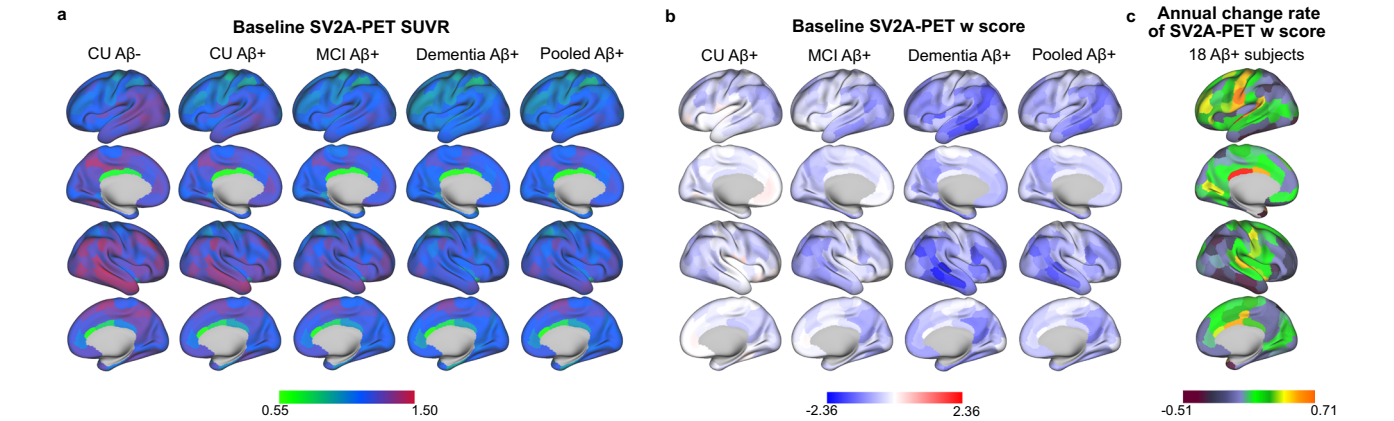 a
Baseline SV2A-PET SUVR
CU Aβ-
CU Aβ+
MCI Aβ+
Dementia Aβ+
Pooled Aβ+
0.55
1.50
b
Baseline SV2A-PET w score
CU Aβ+
MCI Aβ+
Dementia Aβ+
Pooled Aβ+
-2.36
2.36
c
Annual change rate
of SV2A-PET w score
18 Aβ+ subjects
-0.51
0.71